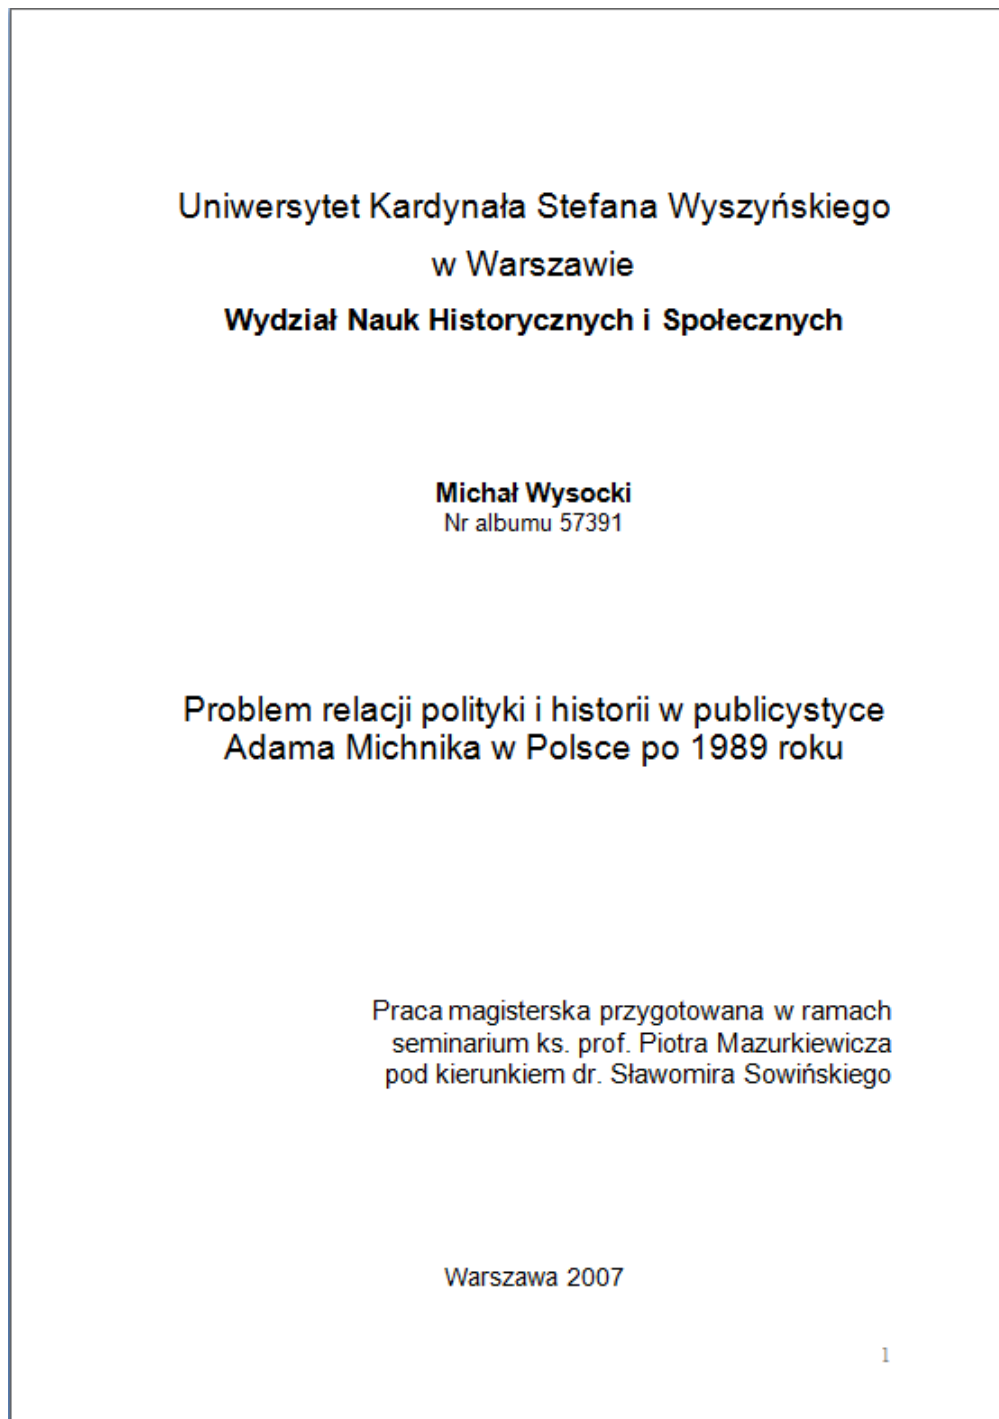 Uniwersytet Kardynała Stefana Wyszyńskiego
w Warszawie
Wydział Nauk Historycznych i Społecznych
Michał Wysocki
Nr albumu 57391
Problem relacji polityki i historii w publicystyce
Adama Michnika w Polsce po 1989 roku
Praca magisterska przygotowana w ramach
seminarium ks. prof. Piotra Mazurkiewicza
pod kierunkiem dr. Sławomira Sowińskiego
Warszawa 2007
1